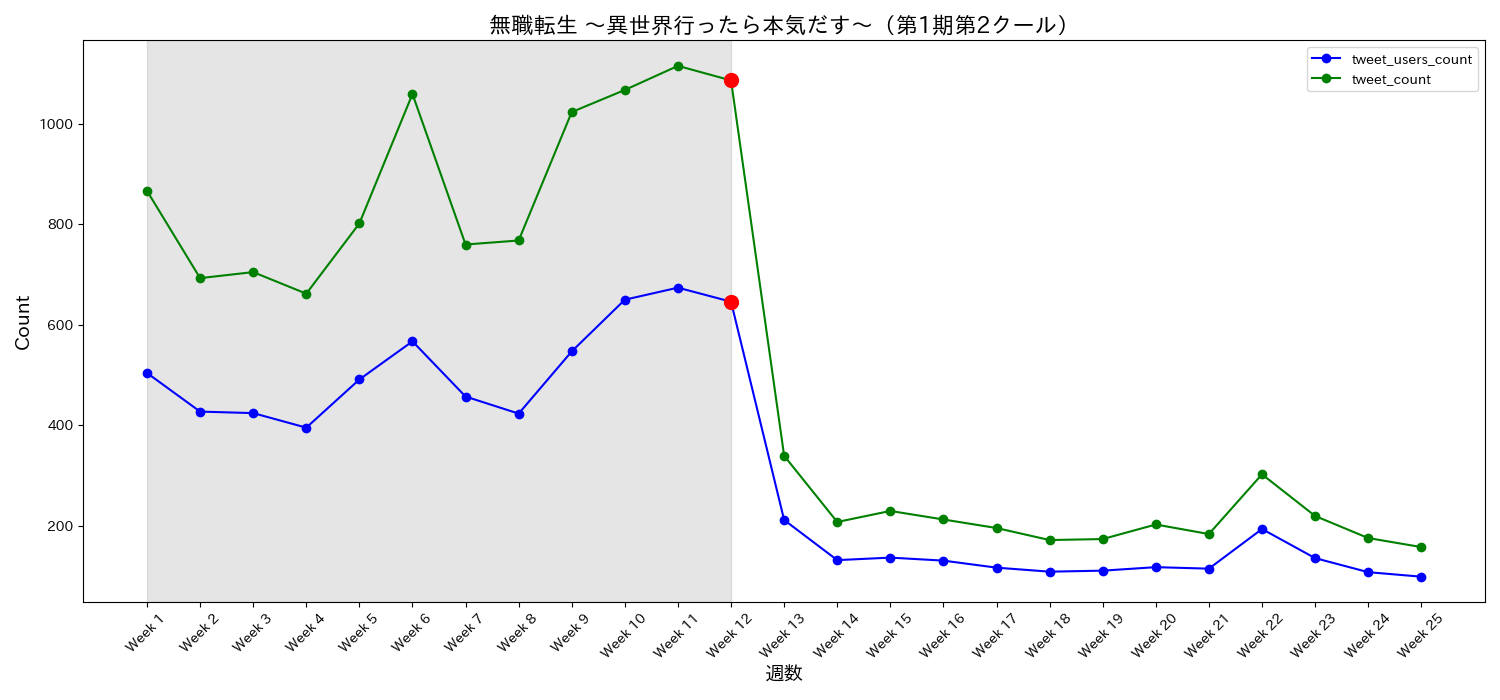 無職転生 ～異世界行ったら本気だす～（第1期第2クール）
tweet_users_count
tweet_count
Count
1000
800
600
400
200
Week 1
Week 2
Week 3
Week 4
Week 5
Week 6
Week 7
Week 8
Week 9
Week 10
Week 11
Week 12
Week 13
Week 14
Week 15
Week 16
Week 17
Week 18
Week 19
Week 20
Week 21
Week 22
Week 23
Week 24
Week 25
週数